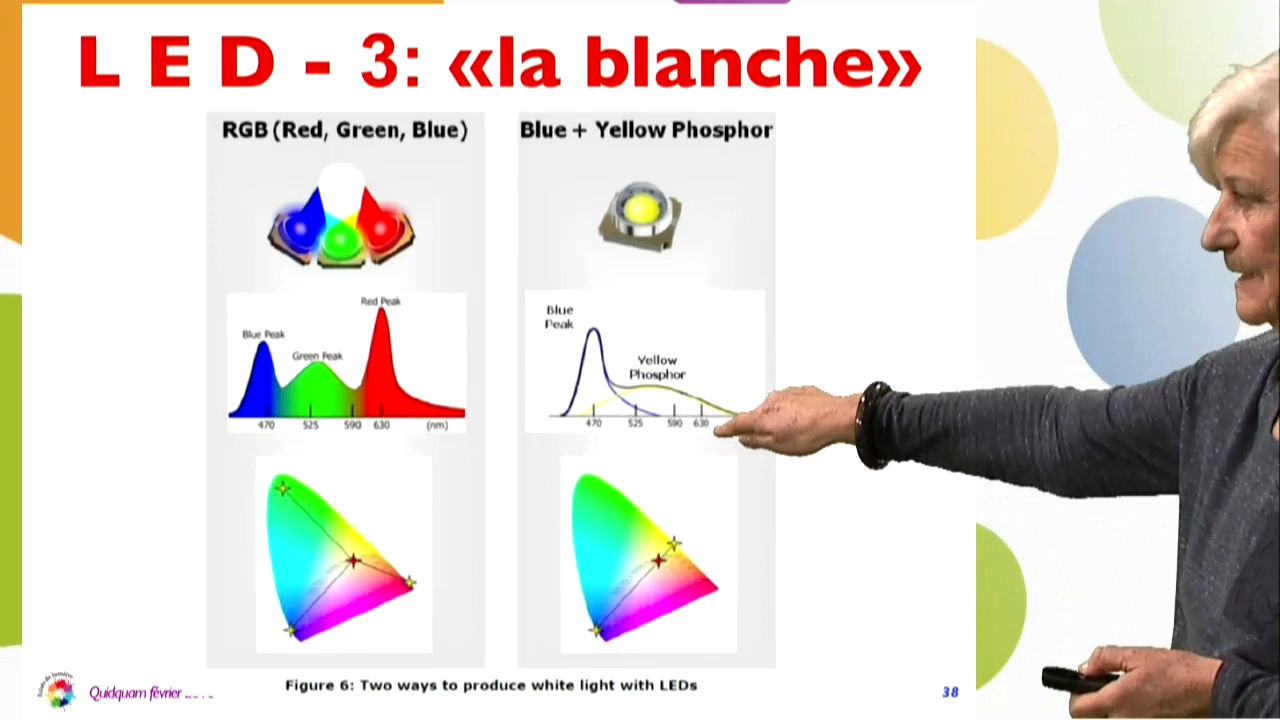 L E D - 3: «la blanche»
RGB (Red, Green, Blue)
Blue Peak
Green Peak
Red Peak
470 525 590 630 (nm)
Blue + Yellow Phosphor
Blue
Peak
Yellow
Phosphor
470 525 590 630
Figure 6: Two ways to produce white light with LEDs
Quidquam février
38